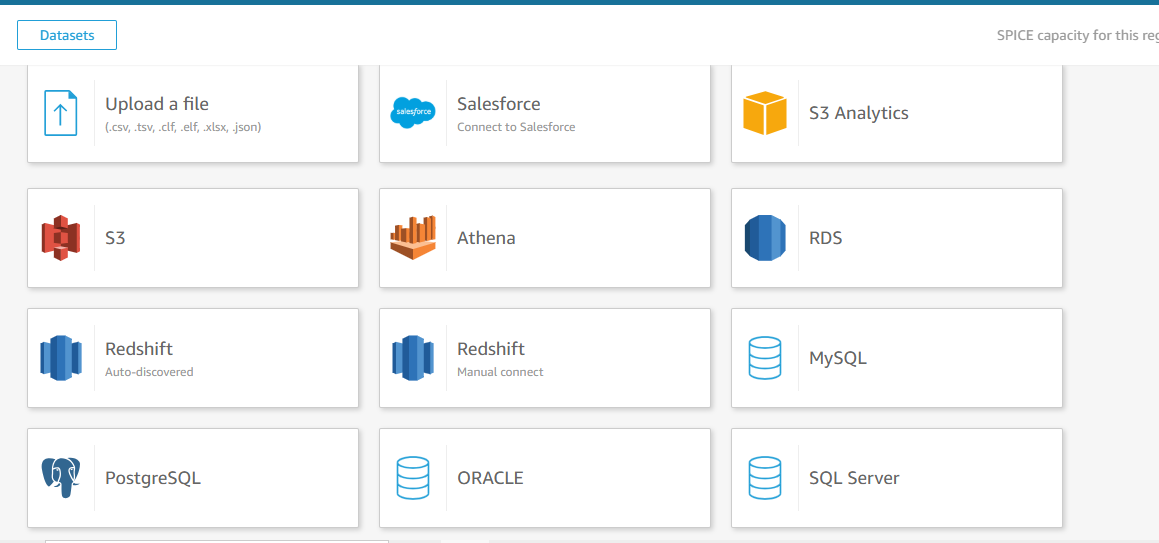 Datasets
SPICE capacity for this reg
Upload a file
(.csv, .tsv, .clf, .elf, .xlsx, .json)
salesforce
Salesforce
Connect to Salesforce
S3 Analytics
S3
Athena
RDS
Redshift
Auto-discovered
Redshift
Manual connect
MySQL
PostgreSQL
ORACLE
SQL Server